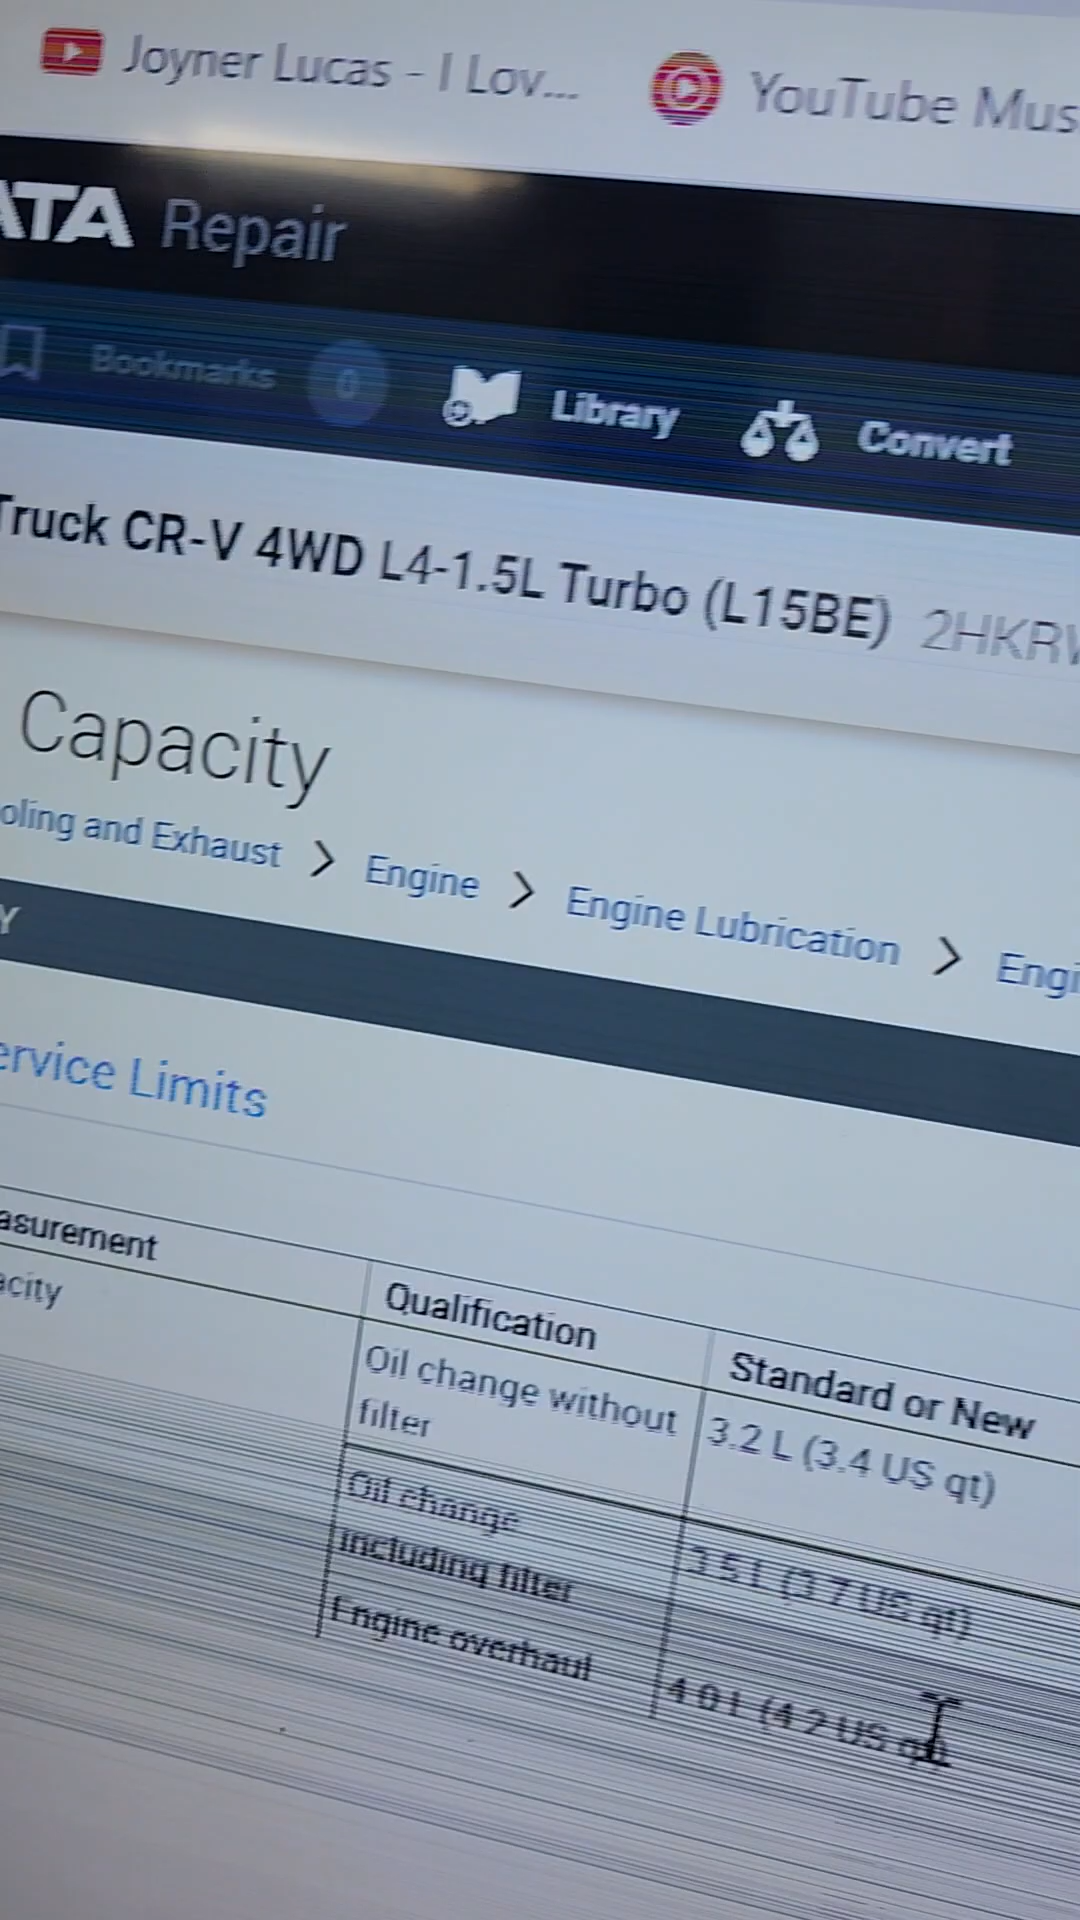 Joyner Lucas - I Lov...
YouTube Mus
ATA Repair
Bookmarks 0
Library
Convert
Truck CR-V 4WD L4-1.5L Turbo (L15BE) 2HKRW
Capacity
oling and Exhaust > Engine > Engine Lubrication > Engi
Y
ervice Limits
asurement
Qualification
Standard or New
acity
Oil change without
filter
3.2 L (3.4 US qt)
Oil change
including filter
3.5 L (3.7 US qt)
Engine overhaul
4.0 L (4.2 US qt)